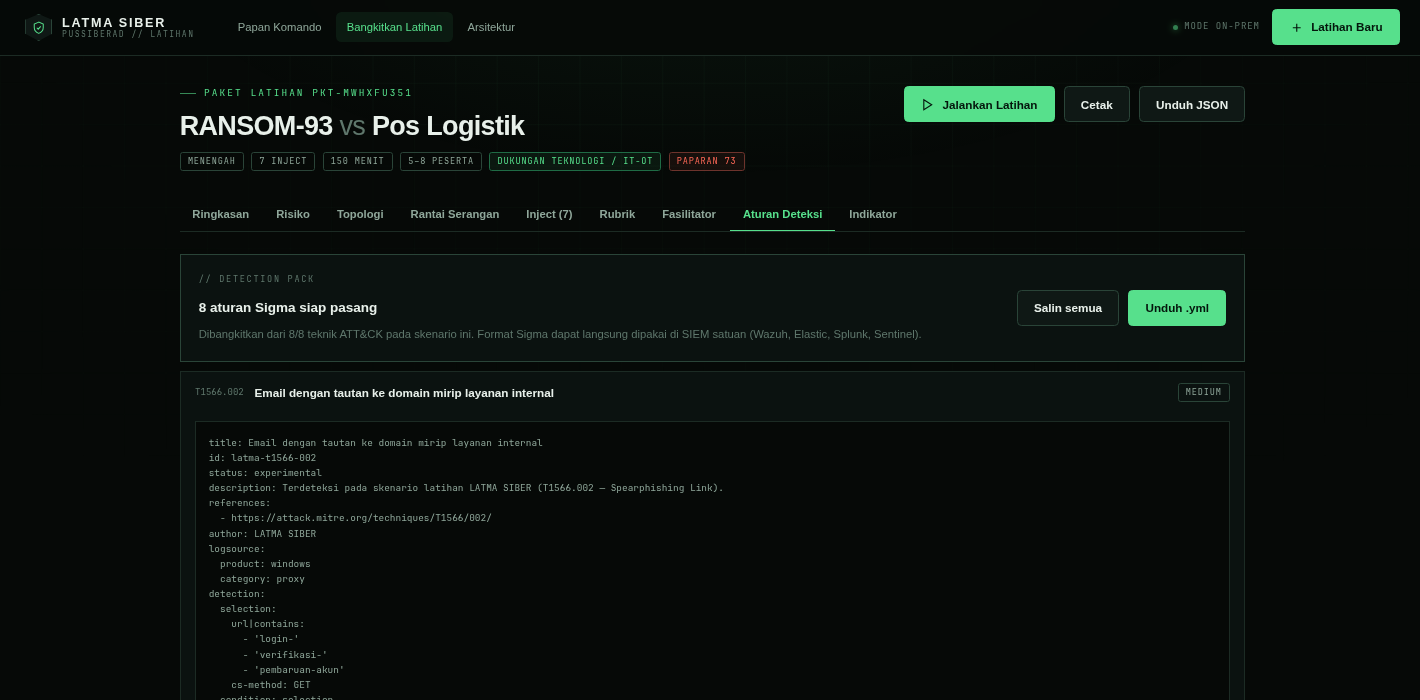 LATMA SIBER
PUSSIBERAD // LATIHAN
Papan Komando
Bangkitkan Latihan
Arsitektur
MODE ON-PREM
+ Latihan Baru
PAKET LATIHAN PKT-MWHXFU351
RANSOM-93 vs Pos Logistik
Jalankan Latihan
Cetak
Unduh JSON
MENENGAH
7 INJECT
150 MENIT
5–8 PESERTA
DUKUNGAN TEKNOLOGI / IT-OT
PAPARAN 73
Ringkasan
Risiko
Topologi
Rantai Serangan
Inject (7)
Rubrik
Fasilitator
Aturan Deteksi
Indikator
// DETECTION PACK
8 aturan Sigma siap pasang
Dibangkitkan dari 8/8 teknik ATT&CK pada skenario ini. Format Sigma dapat langsung dipakai di SIEM satuan (Wazuh, Elastic, Splunk, Sentinel).
Salin semua
Unduh .yml
T1566.002 Email dengan tautan ke domain mirip layanan internal
MEDIUM
title: Email dengan tautan ke domain mirip layanan internal
id: latma-t1566-002
status: experimental
description: Terdeteksi pada skenario latihan LATMA SIBER (T1566.002 — Spearphishing Link).
references:
  - https://attack.mitre.org/techniques/T1566/002/
author: LATMA SIBER
logsource:
  product: windows
  category: proxy
detection:
  selection:
    url|contains:
      - 'login-'
      - 'verifikasi-'
      - 'pembaruan-akun'
    cs-method: GET
  condition: selection